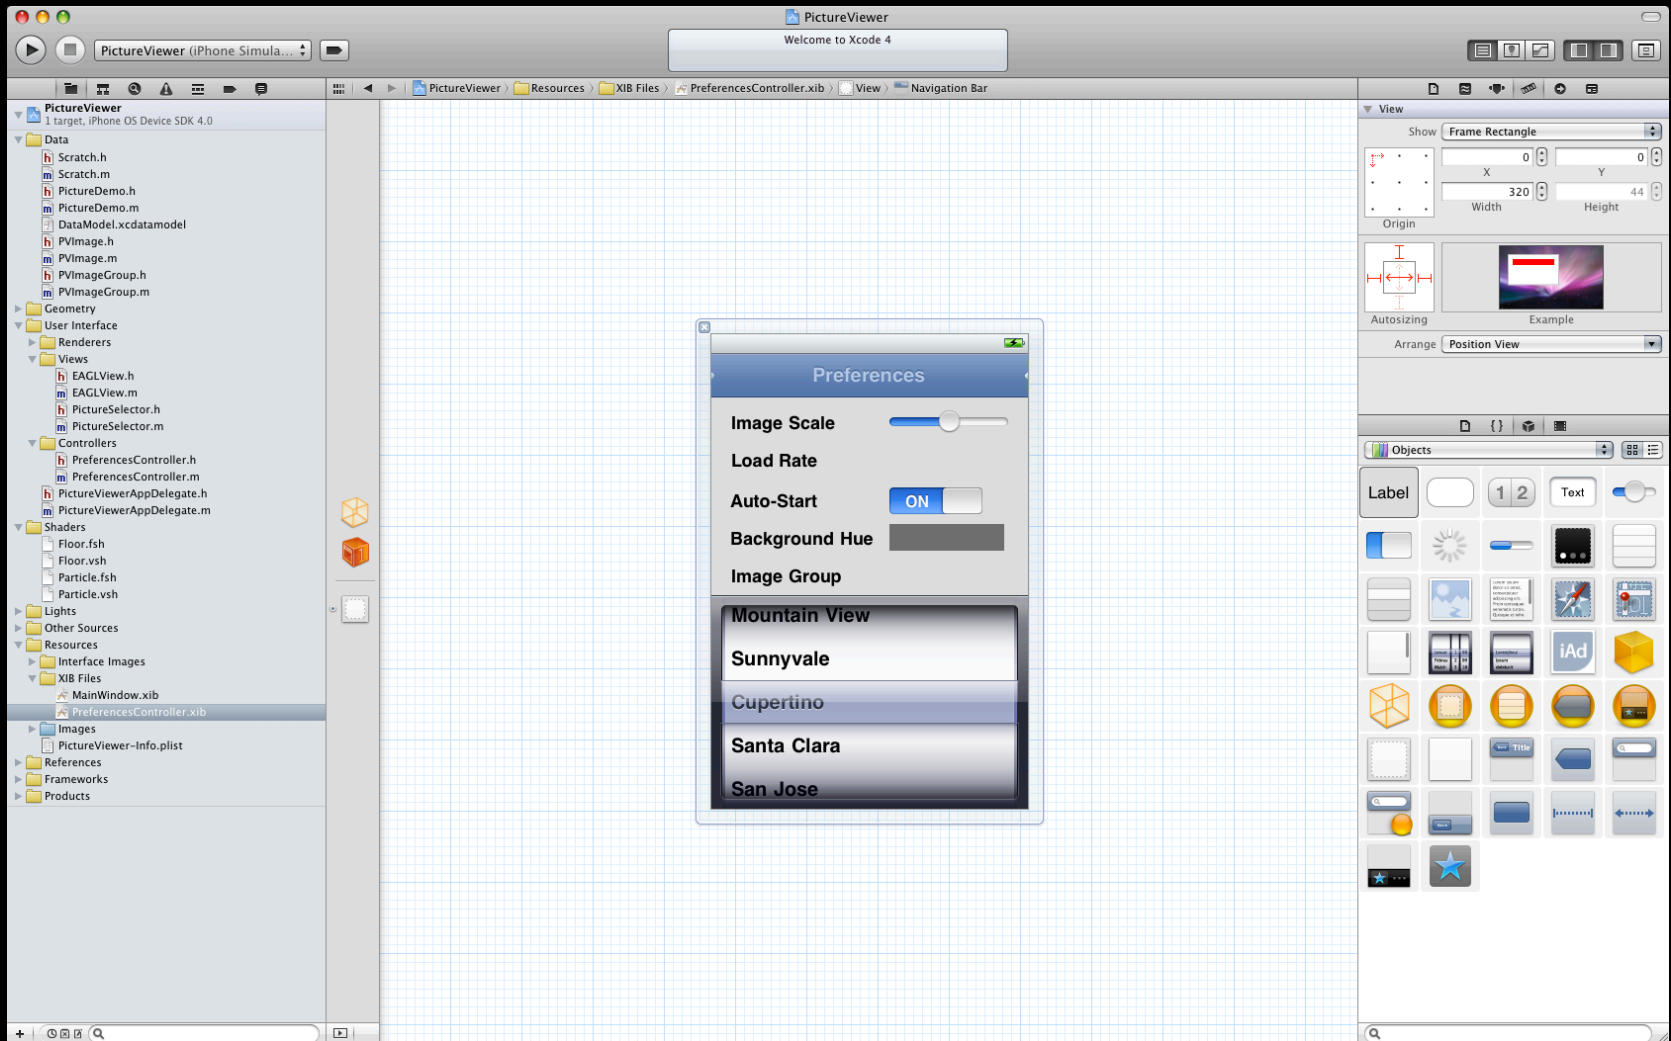 PictureViewer
PictureViewer (iPhone Simula...
Welcome to Xcode 4
PictureViewer
Resources
XIB Files
PreferencesController.xib
View
Navigation Bar
PictureViewer
1 target, iPhone OS Device SDK 4.0
Data
Scratch.h
Scratch.m
PictureDemo.h
PictureDemo.m
DataModel.xcdatamodel
PVImage.h
PVImage.m
PVImageGroup.h
PVImageGroup.m
Geometry
User Interface
Renderers
Views
EAGLView.h
EAGLView.m
PictureSelector.h
PictureSelector.m
Controllers
PreferencesController.h
PreferencesController.m
PictureViewerAppDelegate.h
PictureViewerAppDelegate.m
Shaders
Floor.fsh
Floor.vsh
Particle.fsh
Particle.vsh
Lights
Other Sources
Resources
Interface Images
XIB Files
MainWindow.xib
PreferencesController.xib
Images
PictureViewer-Info.plist
References
Frameworks
Products
Preferences
Image Scale
Load Rate
Auto-Start
ON
Background Hue
Image Group
Mountain View
Sunnyvale
Cupertino
Santa Clara
San Jose
View
Show Frame Rectangle
0 0
X Y
320 44
Width Height
Origin
Autosizing Example
Arrange Position View
{ }
Objects
Label
1 2
Text
iAd
Title